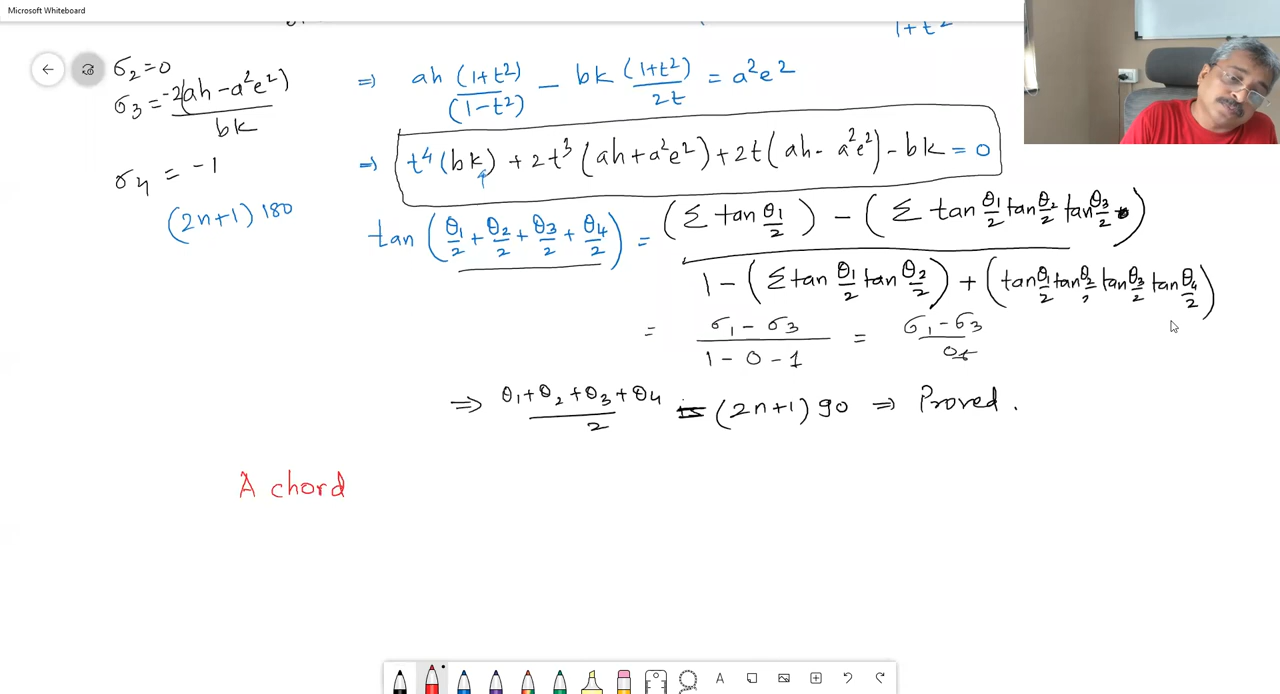 Microsoft Whiteboard
1+t²
σ₂=0
σ₃ = -2(ah - a²e²) / bk
σ₄ = -1
(2n+1) 180
⇒ ah (1+t²)/(1-t²) - bk (1+t²)/2t = a²e²
⇒ t⁴(bk) + 2t³(ah+a²e²) + 2t(ah - a²e²) - bk = 0
tan (θ₁/2 + θ₂/2 + θ₃/2 + θ₄/2) = ((Σ tan θ₁/2) - (Σ tan θ₁/2 tan θ₂/2 tan θ₃/2)) / (1 - (Σ tan θ₁/2 tan θ₂/2) + (tan θ₁/2 tan θ₂/2 tan θ₃/2 tan θ₄/2))
= (σ₁ - σ₃) / (1 - 0 - 1) = (σ₁ - σ₃) / 0
⇒ (θ₁+θ₂+θ₃+θ₄)/2 = (2n+1) 90 ⇒ Proved.
A chord
A